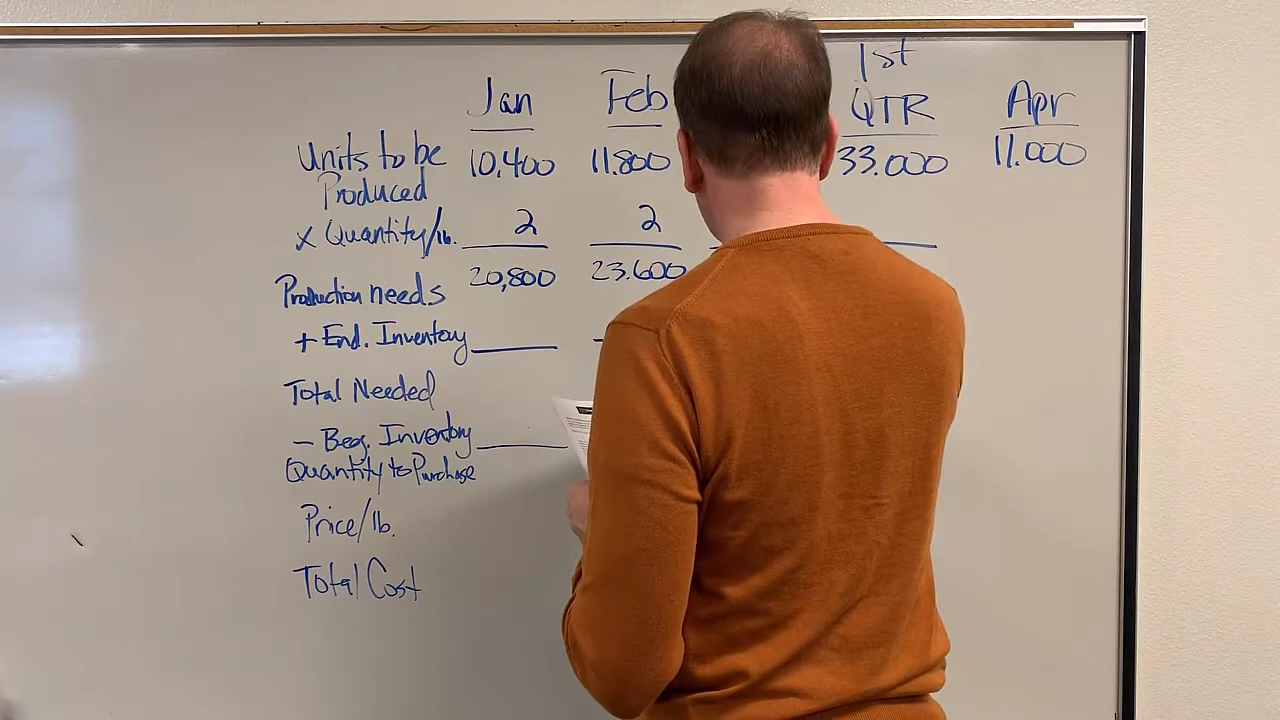 1st
Jan Feb QTR Apr
Units to be 10,400 11.800 33.000 11.000
Produced
x Quantity/lb. 2 2
Production needs 20,800 23.600
+ End. Inventory
Total Needed
- Beg. Inventory
Quantity to Purchase
Price/lb.
Total Cost